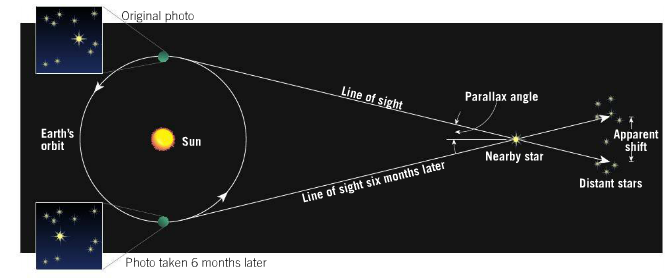 Original photo
Line of sight
Parallax angle
Earth's
orbit
Sun
Apparent
shift
Nearby star
Line of sight six months later
Distant stars
Photo taken 6 months later